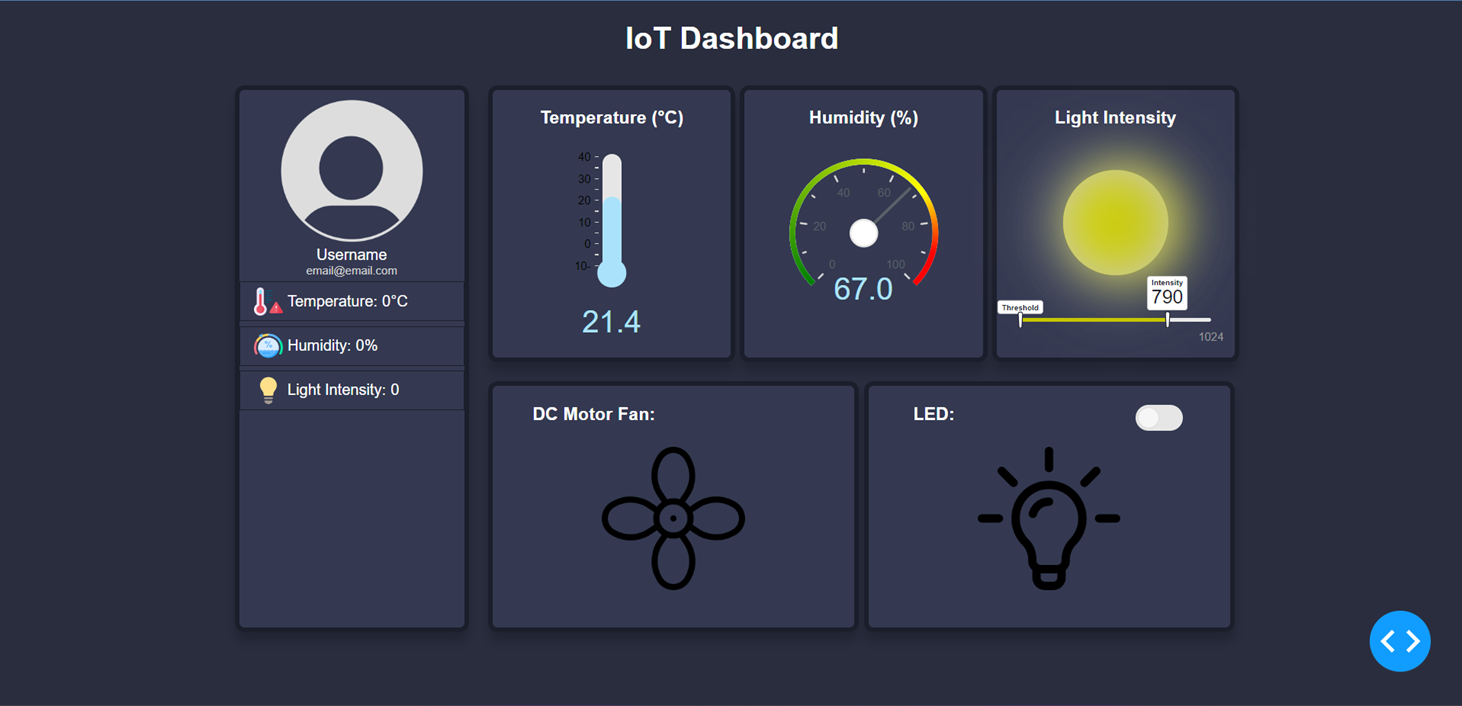 IoT Dashboard
Username
email@email.com
Temperature: 0°C
Humidity: 0%
Light Intensity: 0
Temperature (°C)
40
30
20
10
0
10-
21.4
Humidity (%)
0
20
40
60
80
100
67.0
Light Intensity
Threshold
Intensity
790
1024
DC Motor Fan:
LED: